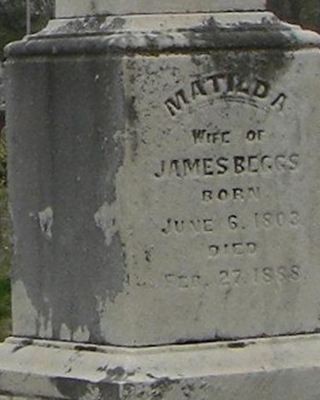 MATILDA
WIFE OF
JAMES BEGGS
BORN
JUNE 6, 1803
DIED
FEB. 27, 1888.